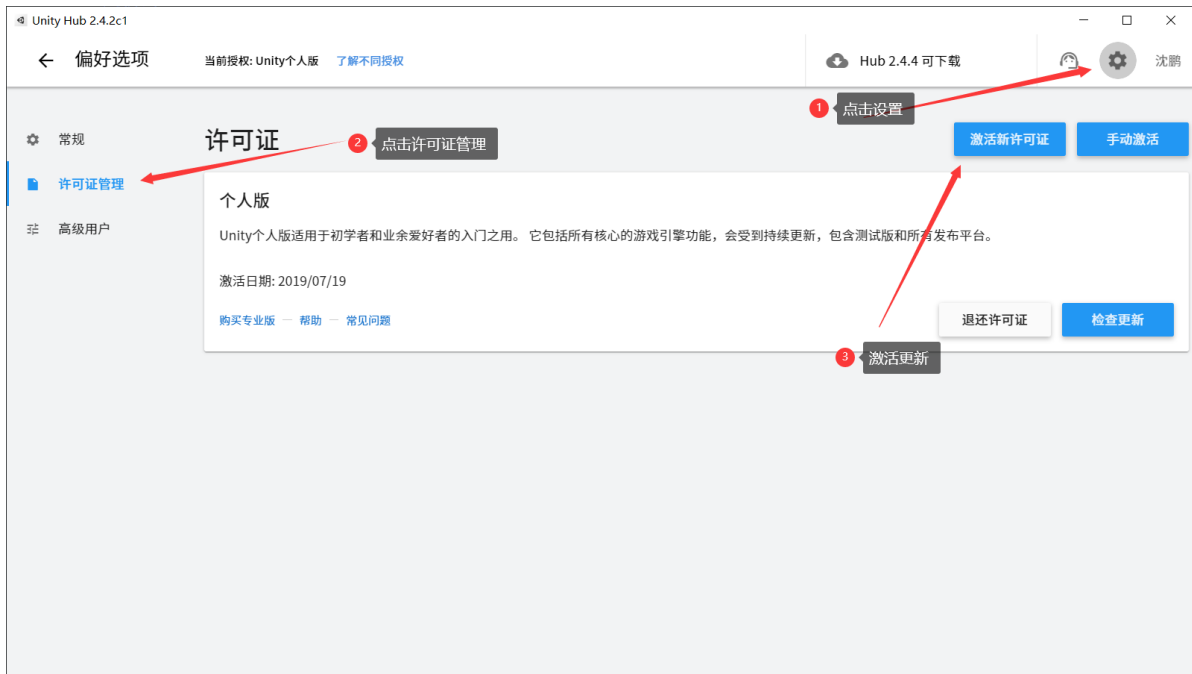 Unity Hub 2.4.2c1
偏好选项
当前授权: Unity个人版 了解不同授权
Hub 2.4.4 可下载
沈鹏
1 点击设置
常规
许可证
2 点击许可证管理
激活新许可证
手动激活
许可证管理
高级用户
个人版
Unity个人版适用于初学者和业余爱好者的入门之用。 它包括所有核心的游戏引擎功能，会受到持续更新，包含测试版和所有发布平台。
激活日期: 2019/07/19
购买专业版 — 帮助 — 常见问题
退还许可证
检查更新
3 激活更新